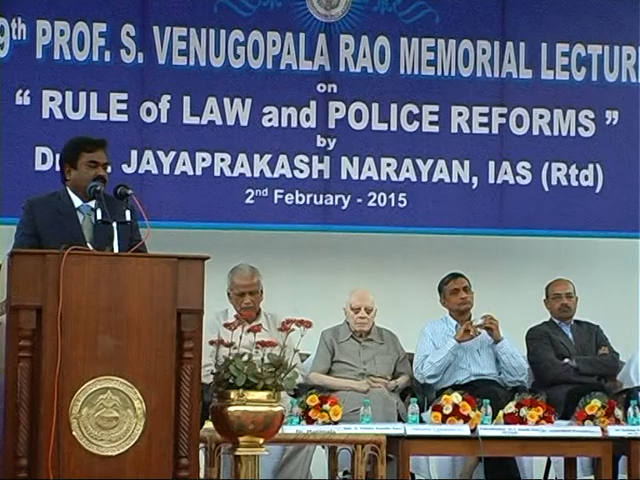 9th PROF. S. VENUGOPALA RAO MEMORIAL LECTURE
on
“ RULE of LAW and POLICE REFORMS ”
by
JAYAPRAKASH NARAYAN, IAS (Rtd)
2nd February - 2015